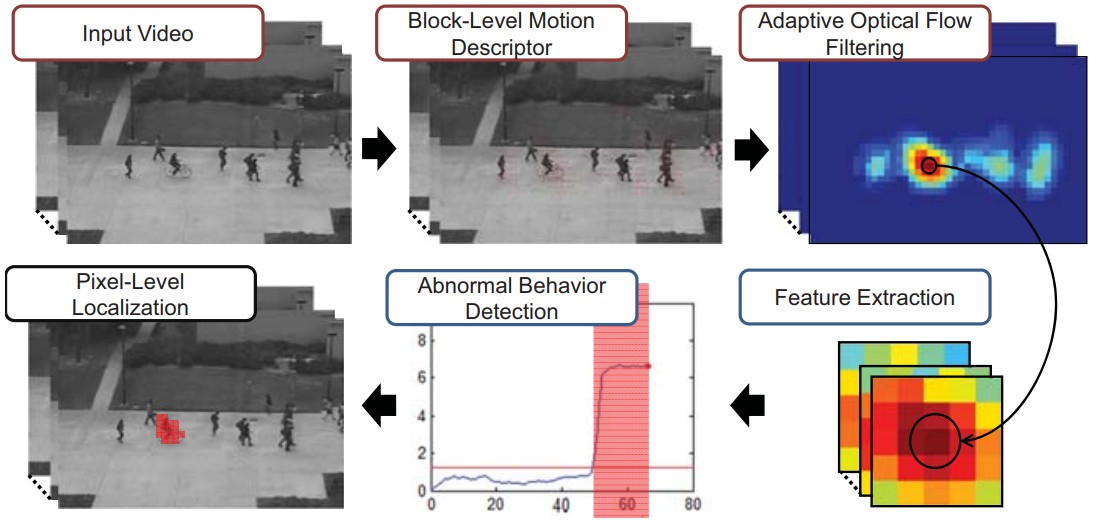 Input Video
Block-Level Motion
Descriptor
Adaptive Optical Flow
Filtering
Pixel-Level
Localization
Abnormal Behavior
Detection
Feature Extraction
8
6
4
2
0
0
20
40
60
80